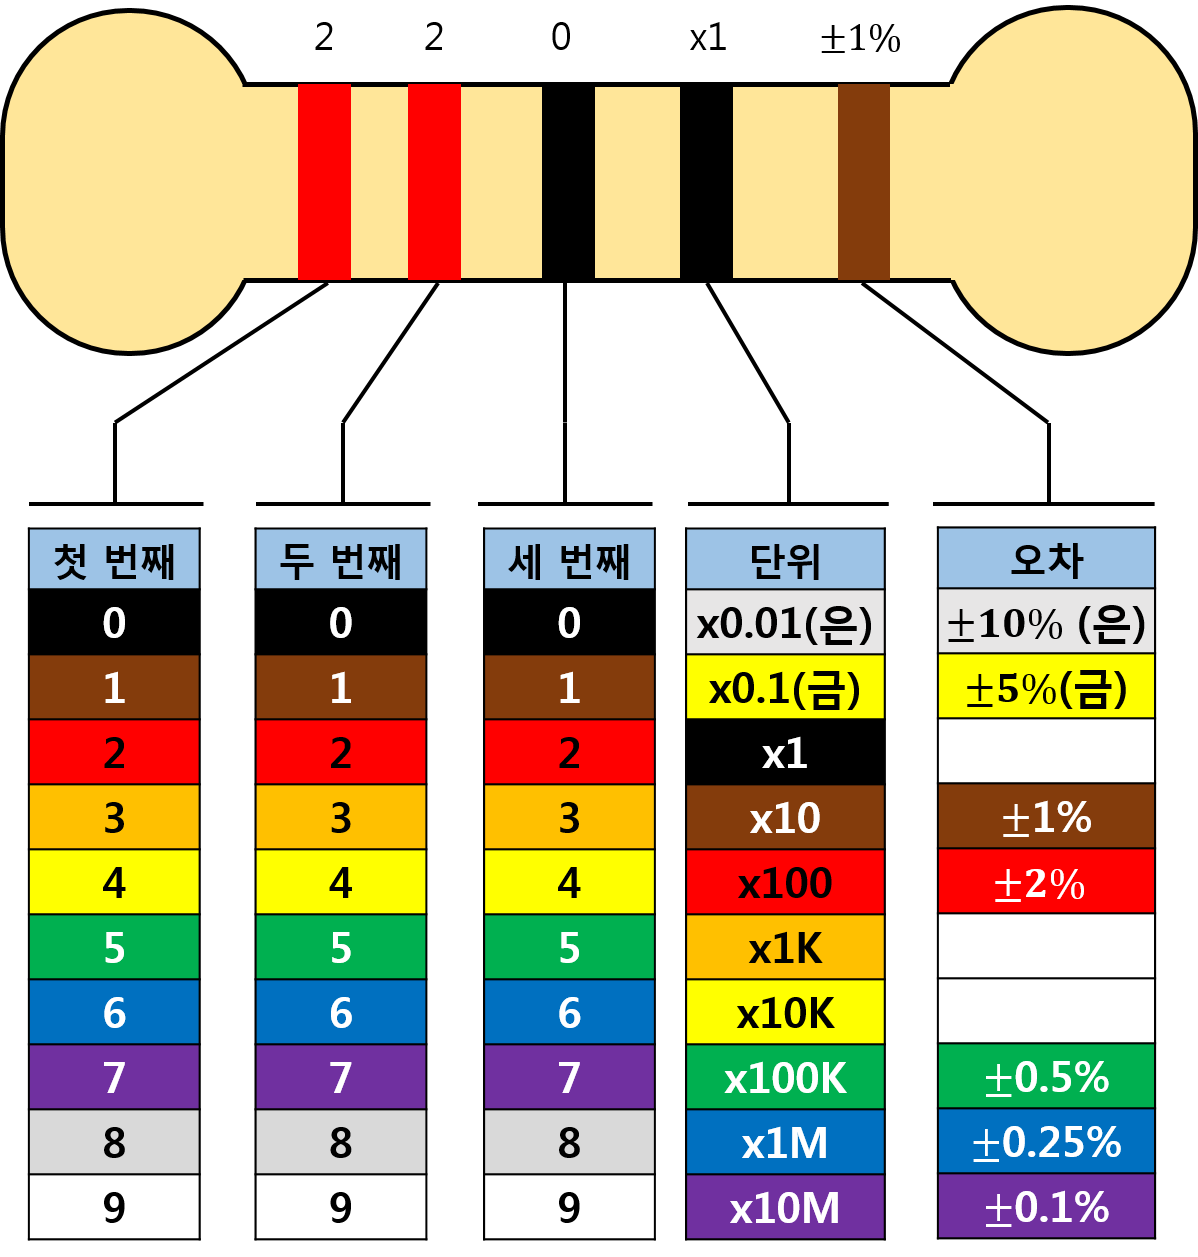 2 2 0 x1 ±1%
첫 번째 두 번째 세 번째 단위 오차
0 0 0 x0.01(은) ±10% (은)
1 1 1 x0.1(금) ±5%(금)
2 2 2 x1
3 3 3 x10 ±1%
4 4 4 x100 ±2%
5 5 5 x1K
6 6 6 x10K
7 7 7 x100K ±0.5%
8 8 8 x1M ±0.25%
9 9 9 x10M ±0.1%